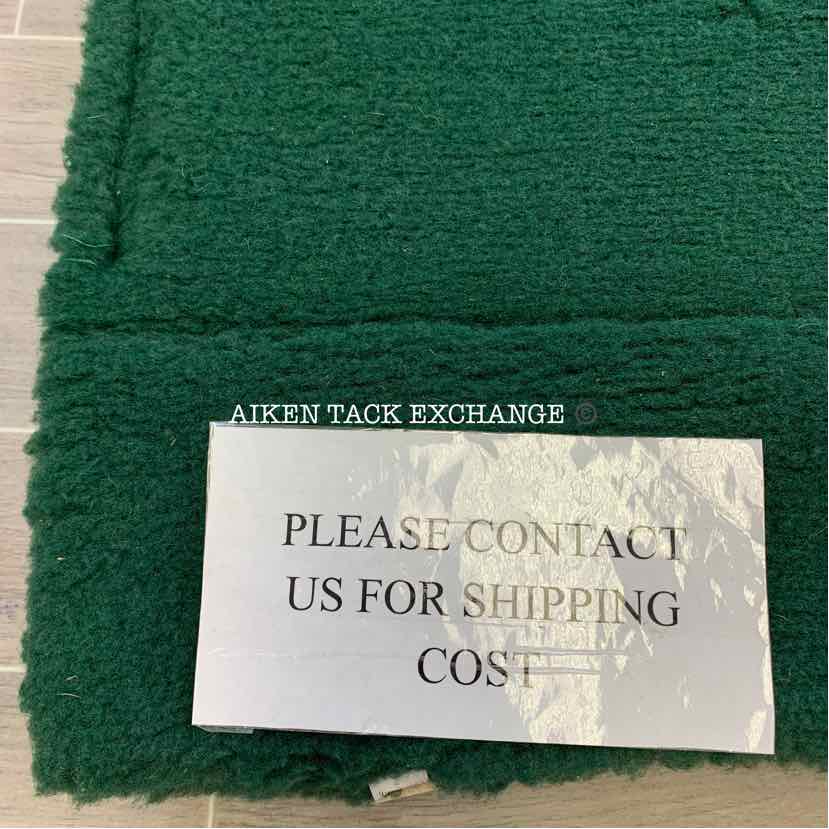 AIKEN TACK EXCHANGE ©
PLEASE CONTACT
US FOR SHIPPING
COST